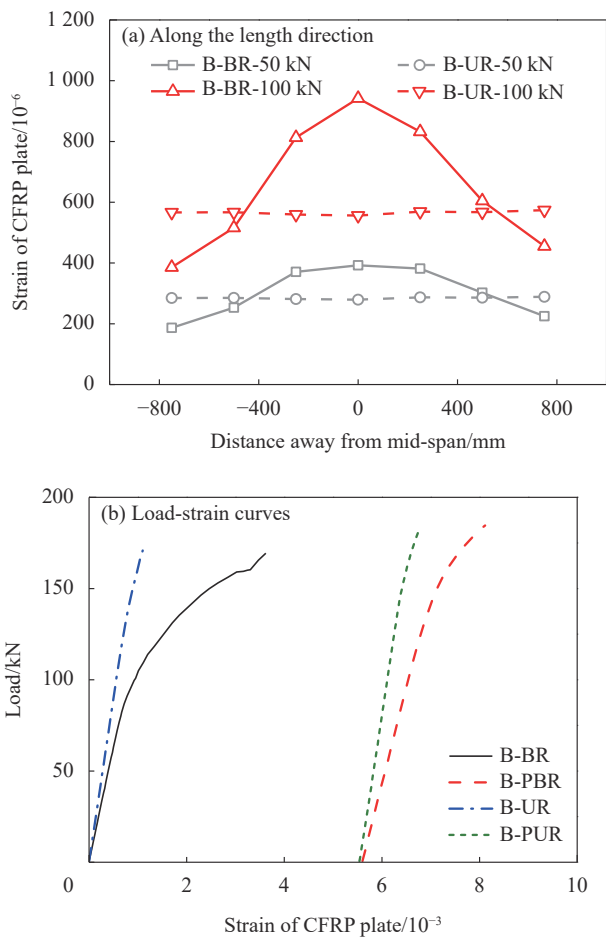 (a) Along the length direction
B-BR-50 kN
B-UR-50 kN
B-BR-100 kN
B-UR-100 kN
1 000
800
600
400
200
0
Strain of CFRP plate/10⁻⁶
−800
−400
0
400
800
Distance away from mid-span/mm
(b) Load-strain curves
200
150
100
50
Load/kN
B-BR
B-PBR
B-UR
B-PUR
0
2
4
6
8
10
Strain of CFRP plate/10⁻³